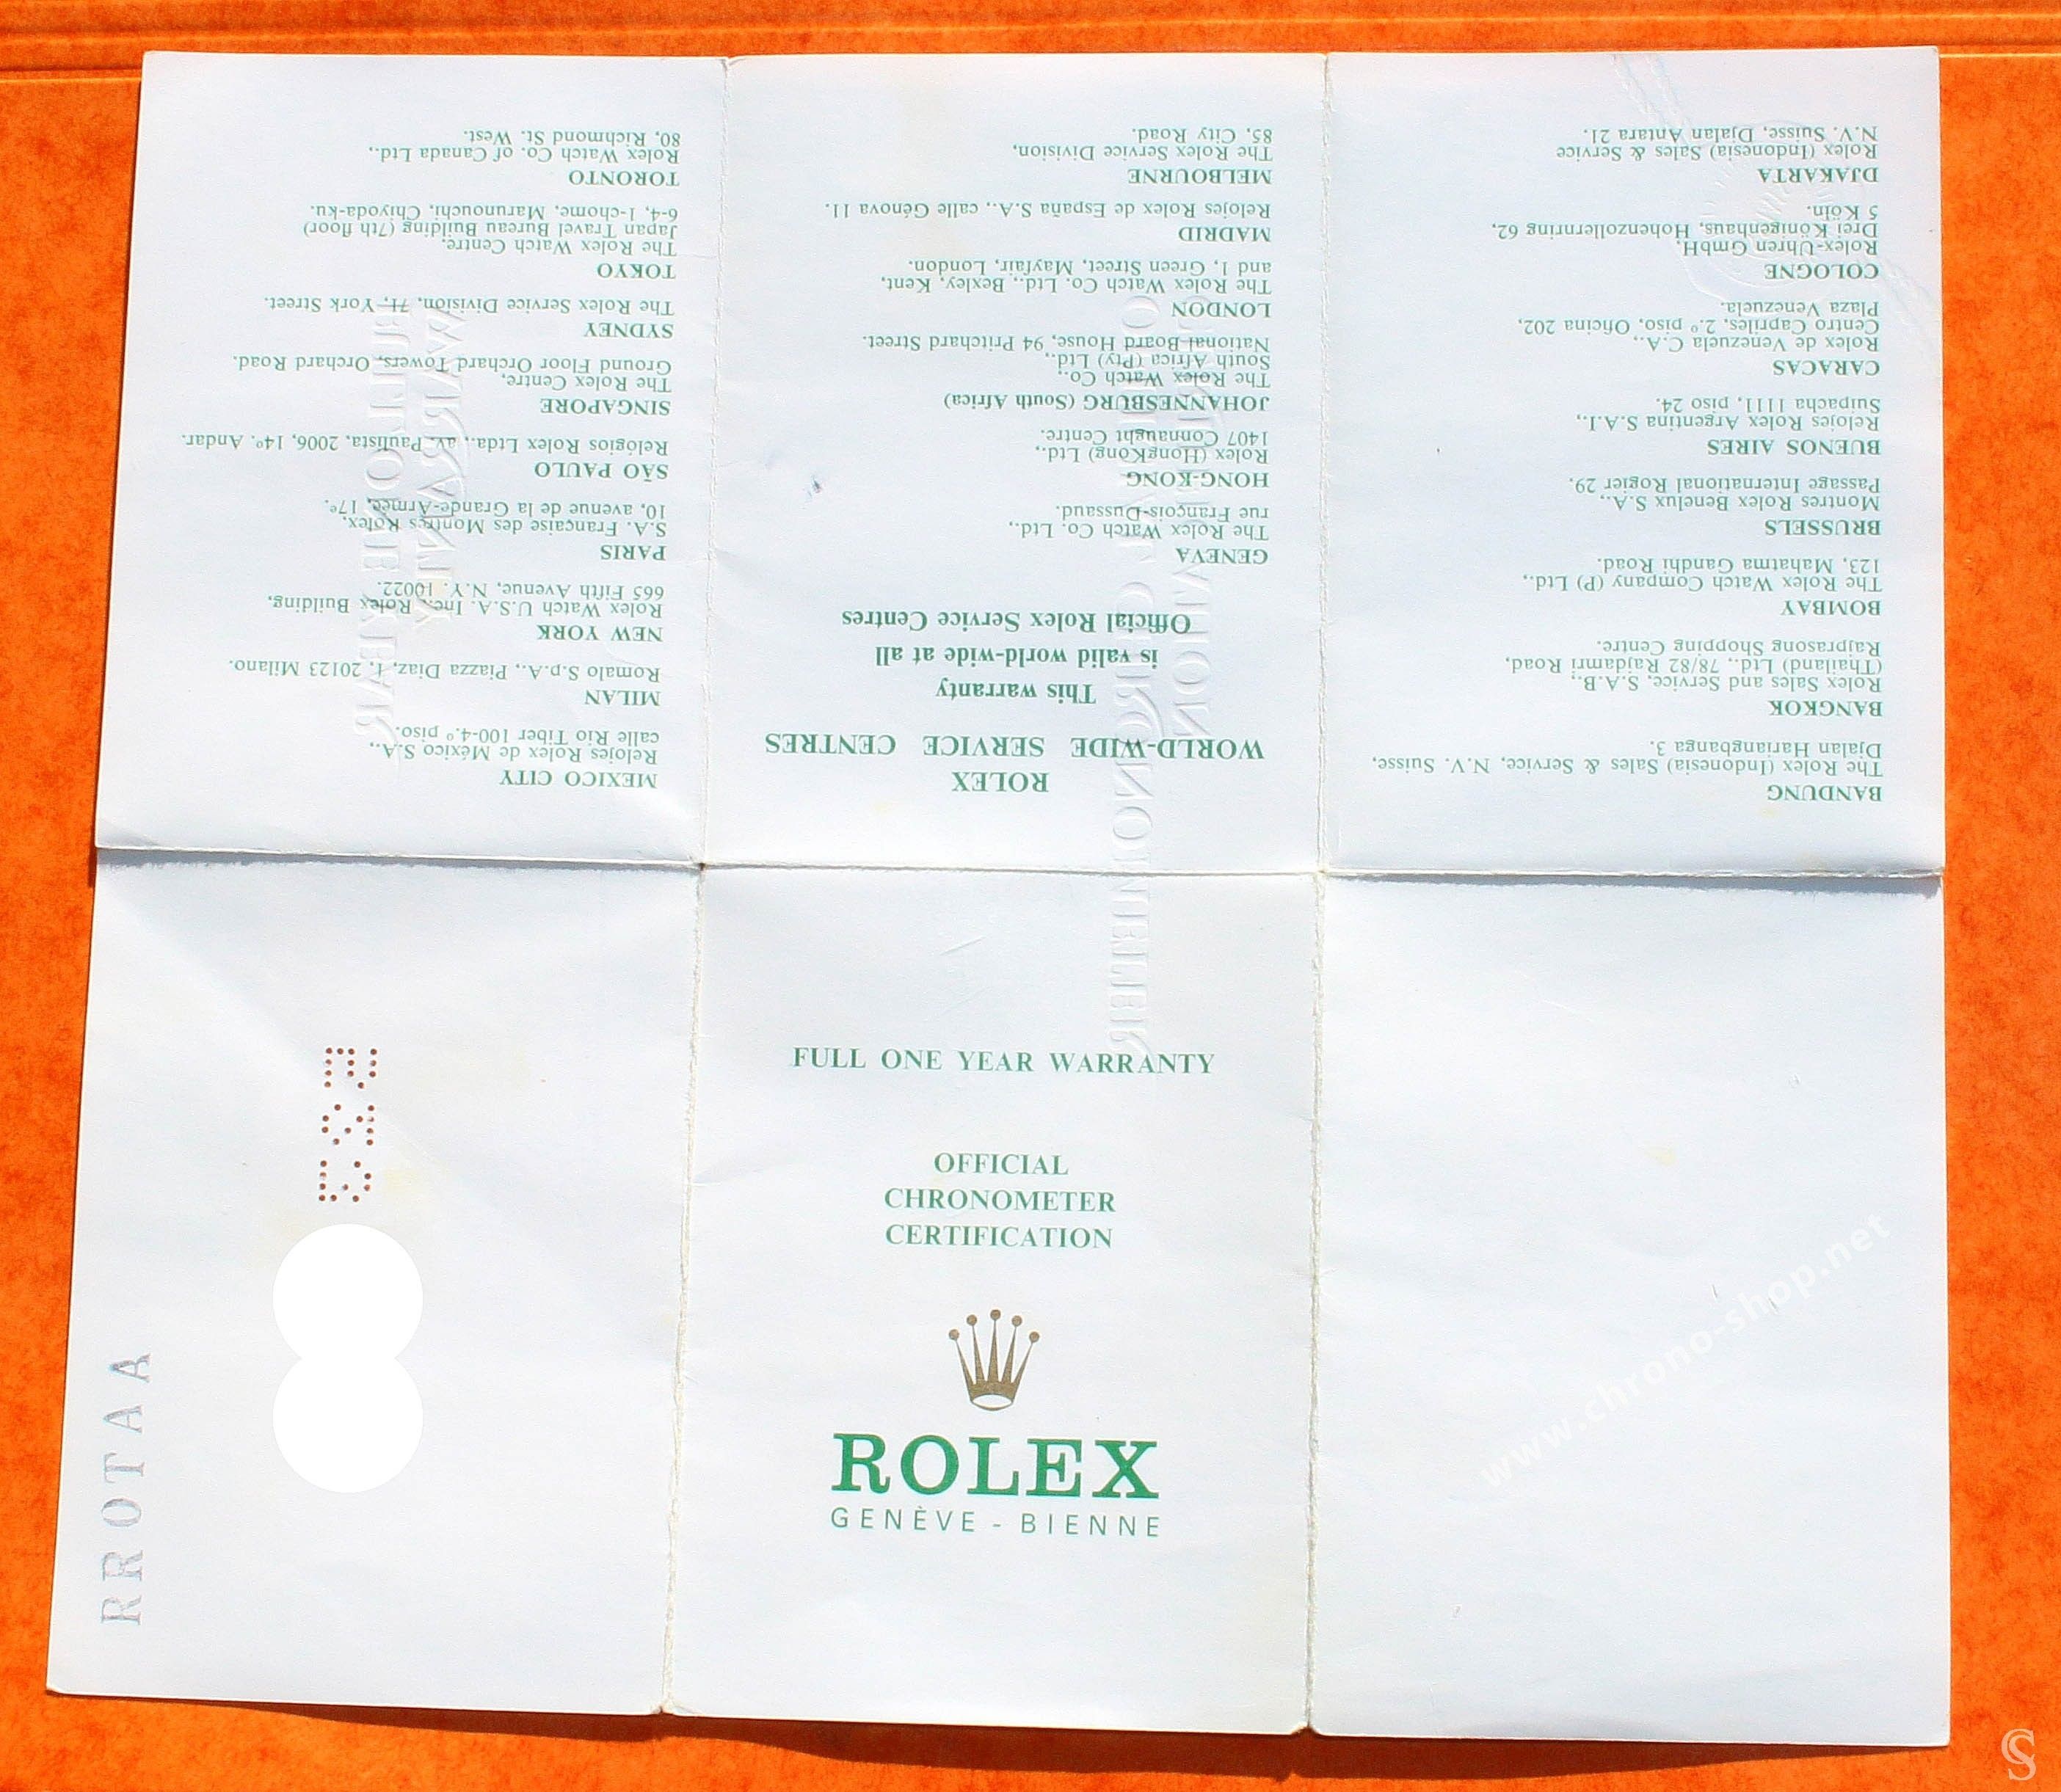 ROLEX
WORLD-WIDE SERVICE CENTRES
This warranty
is valid world-wide at all
Official Rolex Service Centres
GENEVA
The Rolex Watch Co. Ltd.,
rue François-Dussaud.
HONG-KONG
Rolex (HongKong) Ltd.,
1407 Connaught Centre.
JOHANNESBURG (South Africa)
The Rolex Watch Co.,
South Africa (Pty) Ltd.,
National Board House, 94 Pritchard Street.
LONDON
The Rolex Watch Co. Ltd., Bexley, Kent,
and 1, Green Street, Mayfair, London.
MADRID
Relojes Rolex de España S.A., calle Génova 11.
MELBOURNE
The Rolex Service Division,
85, City Road.
MEXICO CITY
Relojes Rolex de México S.A.,
calle Rio Tiber 100-4.º piso.
MILAN
Romalo S.p.A., Piazza Diaz, 1, 20123 Milano.
NEW YORK
Rolex Watch U.S.A. Inc., Rolex Building,
665 Fifth Avenue, N.Y. 10022.
PARIS
S.A. Française des Montres Rolex,
10, avenue de la Grande-Armée, 17e.
SÃO PAULO
Relógios Rolex Ltda., av. Paulista, 2006, 14º. Andar.
SINGAPORE
The Rolex Centre,
Ground Floor Orchard Towers, Orchard Road.
SYDNEY
The Rolex Service Division, 71, York Street.
TOKYO
The Rolex Watch Centre,
Japan Travel Bureau Building (7th floor)
6-4, 1-chome, Marunouchi, Chiyoda-ku.
TORONTO
Rolex Watch Co. of Canada Ltd.,
80, Richmond St. West.
BANDUNG
The Rolex (Indonesia) Sales & Service, N.V. Suisse,
Djalan Hariangbanga 3.
BANGKOK
Rolex Sales and Service, S.A.B.,
(Thailand) Ltd., 78/82 Rajdamri Road,
Rajprasong Shopping Centre.
BOMBAY
The Rolex Watch Company (P) Ltd.,
123, Mahatma Gandhi Road.
BRUSSELS
Montres Rolex Benelux S.A.,
Passage International Rogier 29.
BUENOS AIRES
Relojes Rolex Argentina S.A.I.,
Suipacha 1111, piso 24.
CARACAS
Rolex de Venezuela C.A.,
Centro Capriles, 2.º piso, Oficina 202,
Plaza Venezuela.
COLOGNE
Rolex-Uhren GmbH,
Drei Königenhaus, Hohenzollernring 62,
5 Köln.
DJAKARTA
Rolex (Indonesia) Sales & Service
N.V. Suisse, Djalan Antara 21.
FULL ONE YEAR WARRANTY
OFFICIAL
CHRONOMETER
CERTIFICATION
ROLEX
GENÈVE - BIENNE
RROTAA
www.chrono-shop.net